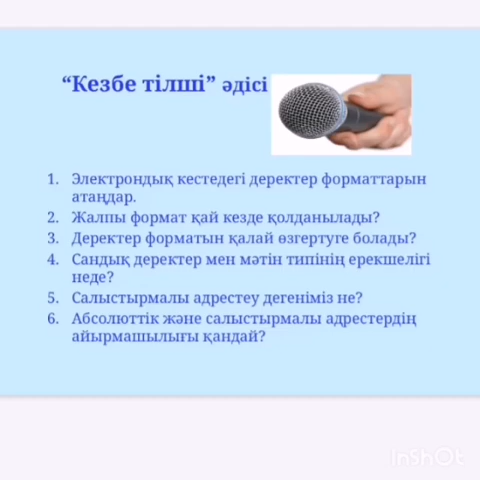 “Кезбе тілші” әдісі
1. Электрондық кестедегі деректер форматтарын
атаңдар.
2. Жалпы формат қай кезде қолданылады?
3. Деректер форматын қалай өзгертуге болады?
4. Сандық деректер мен мәтін типінің ерекшелігі
неде?
5. Салыстырмалы адрестеу дегеніміз не?
6. Абсолюттік және салыстырмалы адрестердің
айырмашылығы қандай?
InShOt